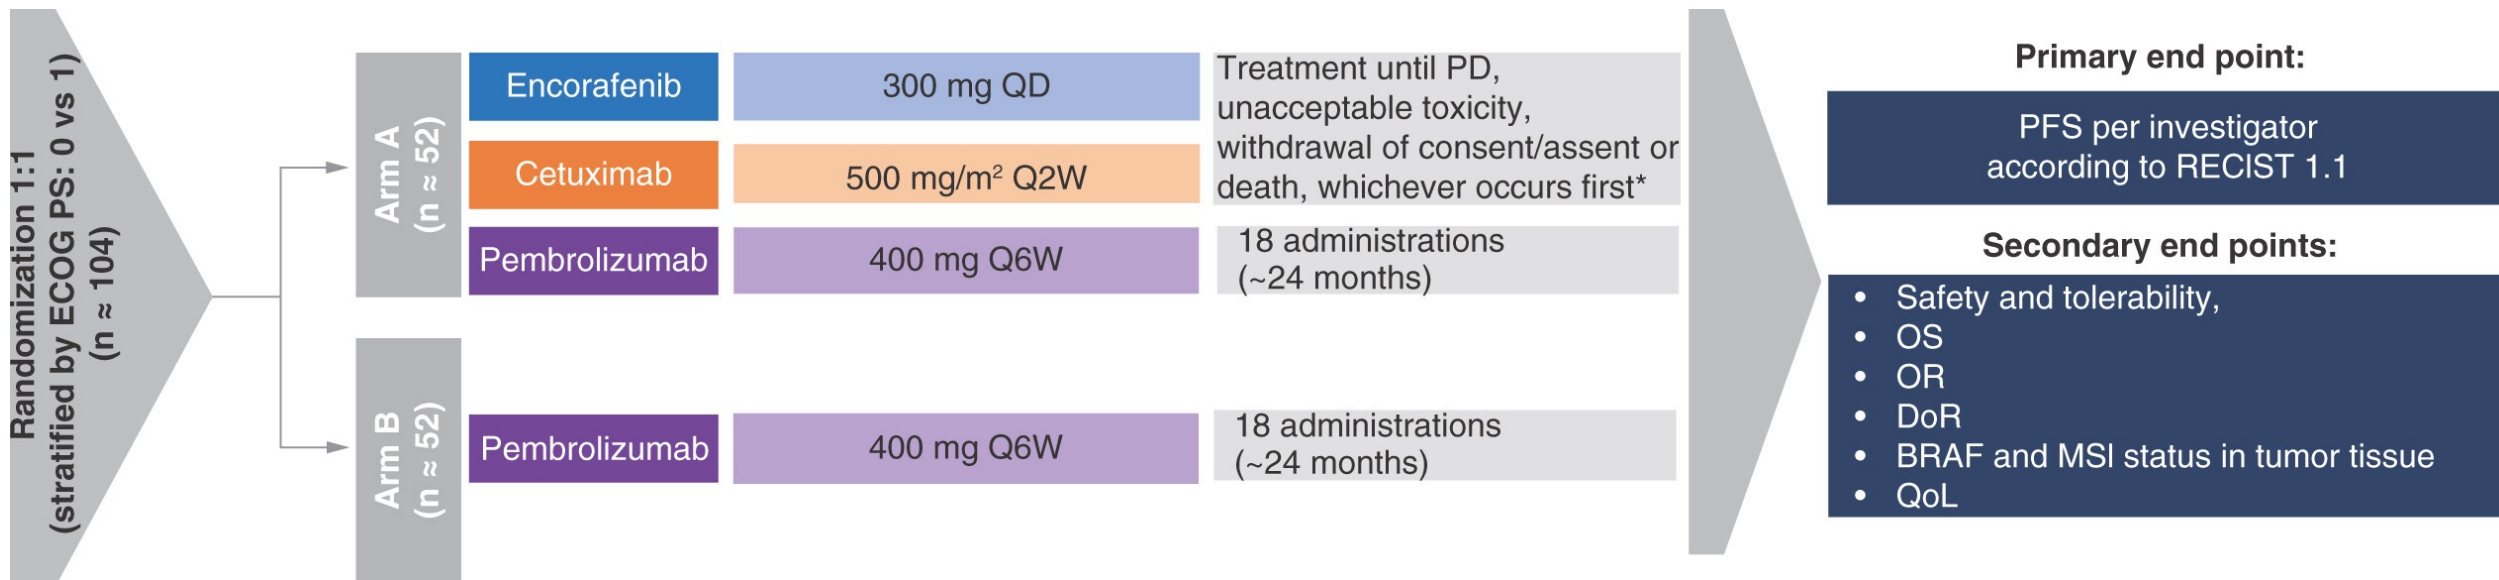 Randomization 1:1
(stratified by ECOG PS: 0 vs 1)
(n ≈ 104)
Arm A
(n ≈ 52)
Encorafenib
300 mg QD
Treatment until PD,
unacceptable toxicity,
withdrawal of consent/assent or
death, whichever occurs first*
Cetuximab
500 mg/m² Q2W
Pembrolizumab
400 mg Q6W
18 administrations
(~24 months)
Arm B
(n ≈ 52)
Pembrolizumab
400 mg Q6W
18 administrations
(~24 months)
Primary end point:
PFS per investigator
according to RECIST 1.1
Secondary end points:
• Safety and tolerability,
• OS
• OR
• DoR
• BRAF and MSI status in tumor tissue
• QoL